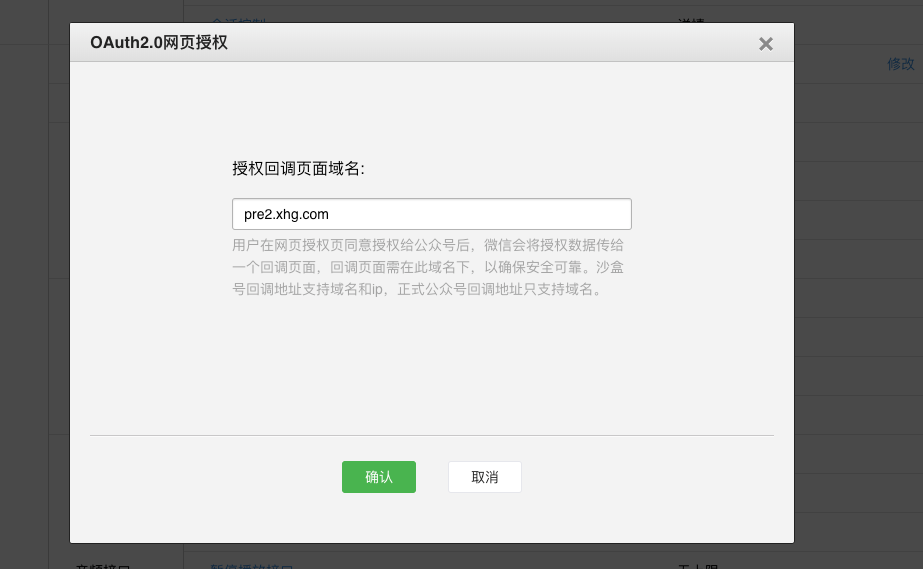 OAuth2.0网页授权
修改
授权回调页面域名:
pre2.xhg.com
用户在网页授权页同意授权给公众号后，微信会将授权数据传给
一个回调页面，回调页面需在此域名下，以确保安全可靠。沙盒
号回调地址支持域名和ip，正式公众号回调地址只支持域名。
确认
取消